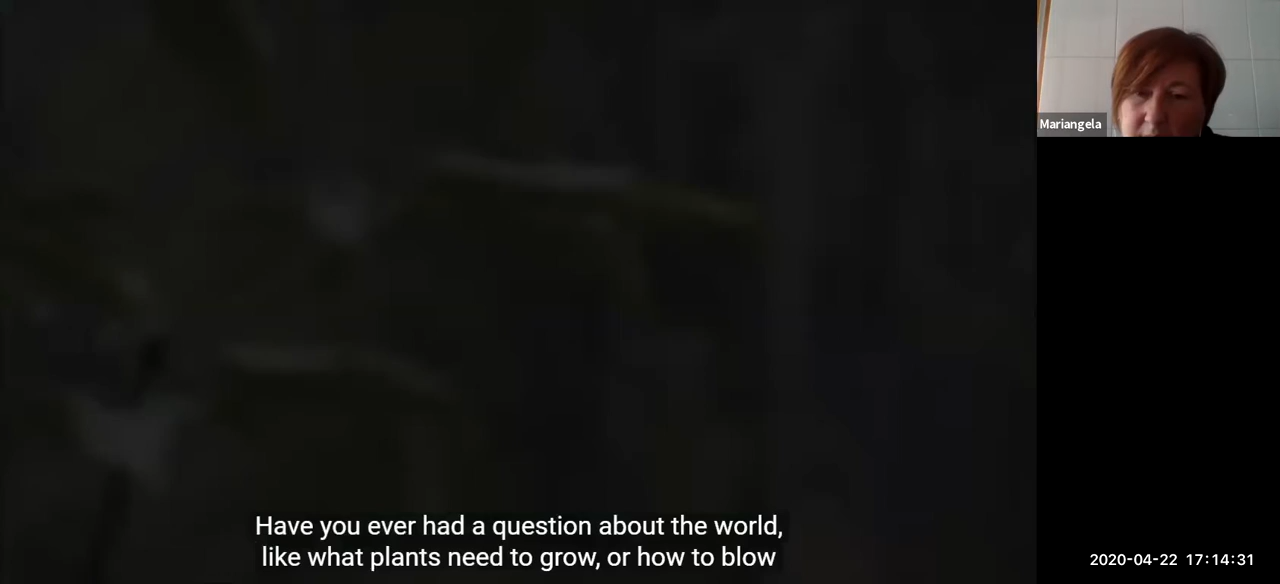 Mariangela
Have you ever had a question about the world,
like what plants need to grow, or how to blow
2020-04-22 17:14:31